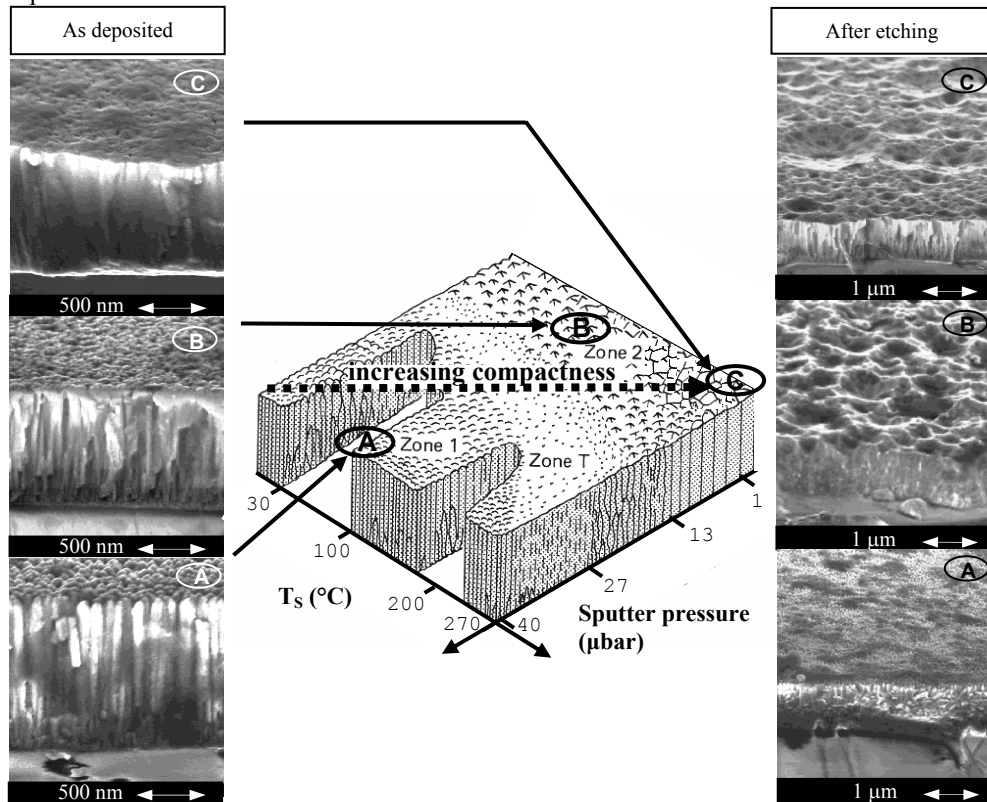 As deposited
After etching
C
C
500 nm
1 µm
B
B
B
Zone 2
increasing compactness
C
A
Zone 1
Zone T
30
100
200
270
T_S (°C)
1
13
27
40
Sputter pressure
(µbar)
500 nm
1 µm
A
A
500 nm
1 µm